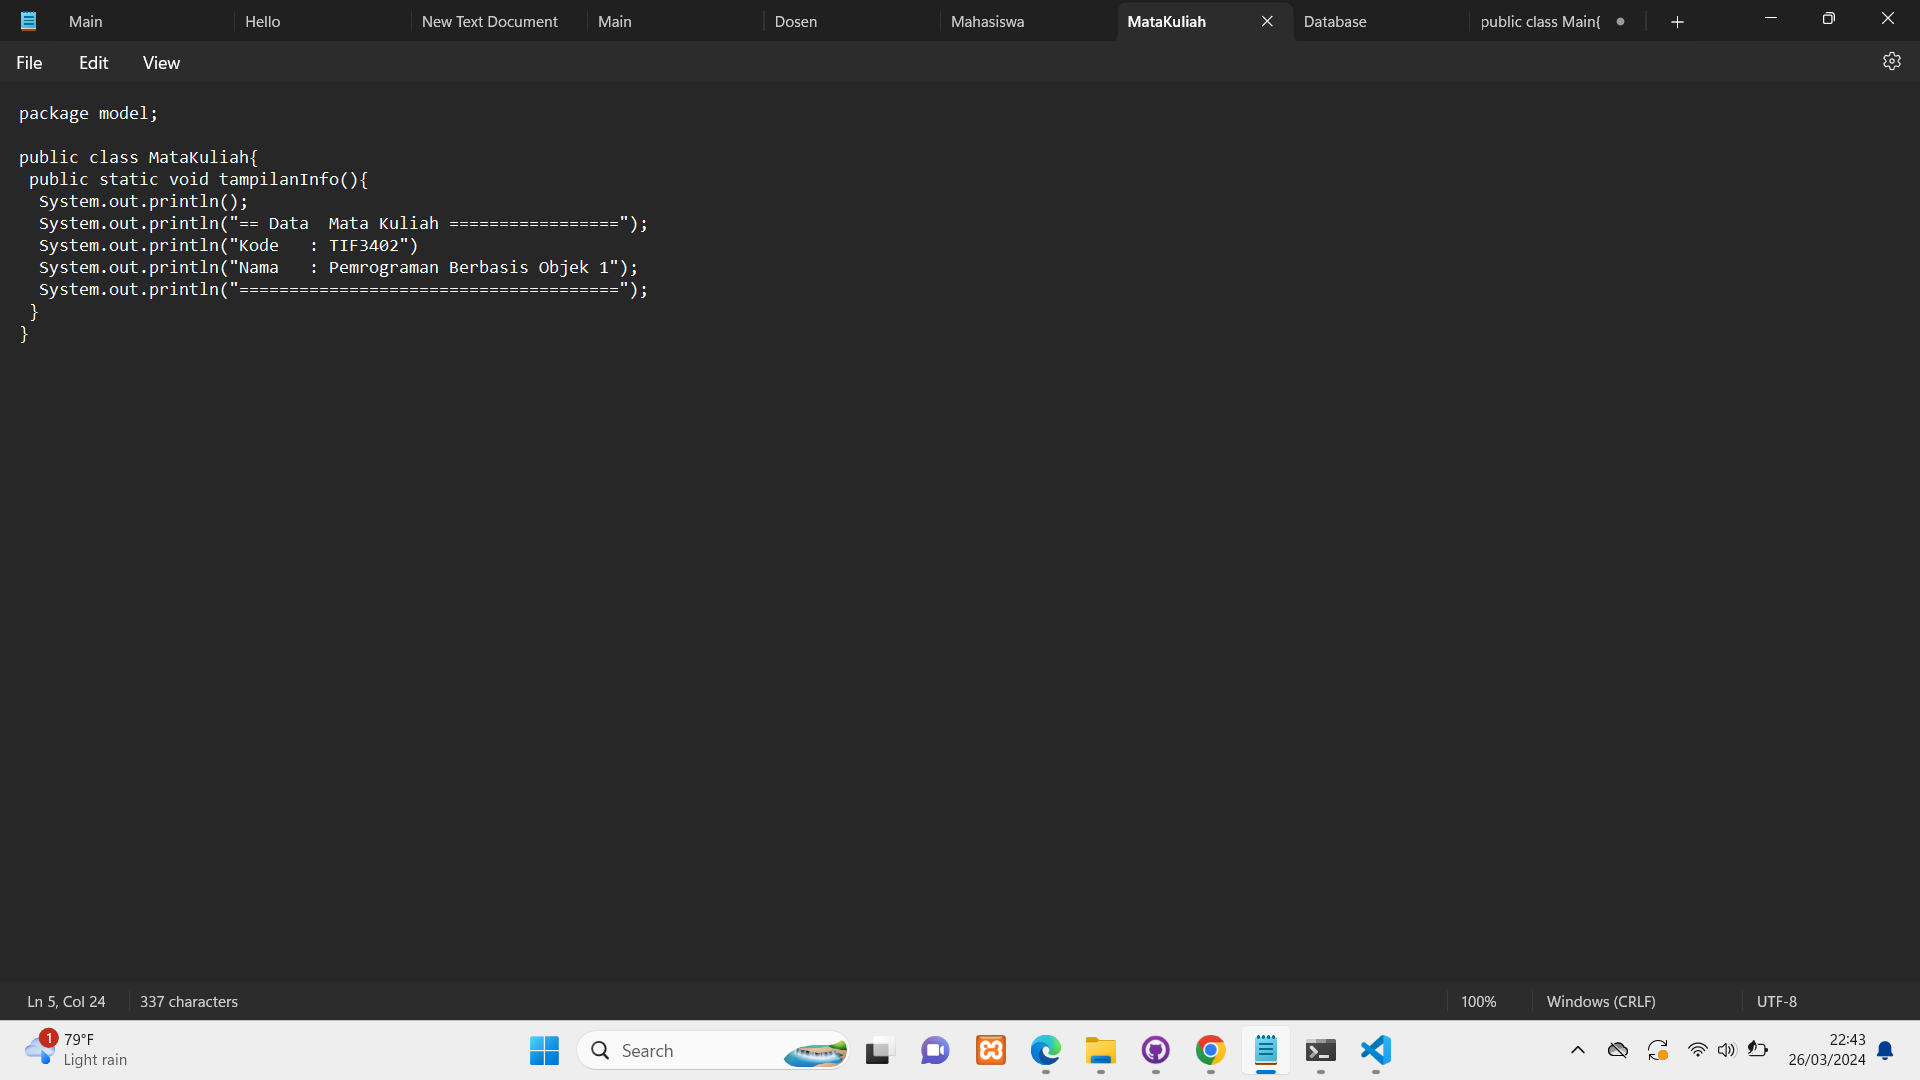 Main Hello New Text Document Main Dosen Mahasiswa MataKuliah Database public class Main{
File Edit View
package model;
public class MataKuliah{
 public static void tampilanInfo(){
  System.out.println();
  System.out.println("== Data  Mata Kuliah =================");
  System.out.println("Kode   : TIF3402")
  System.out.println("Nama   : Pemrograman Berbasis Objek 1");
  System.out.println("======================================");
 }
}
Ln 5, Col 24 337 characters 100% Windows (CRLF) UTF-8
1 79°F
Light rain
Search
22:43
26/03/2024